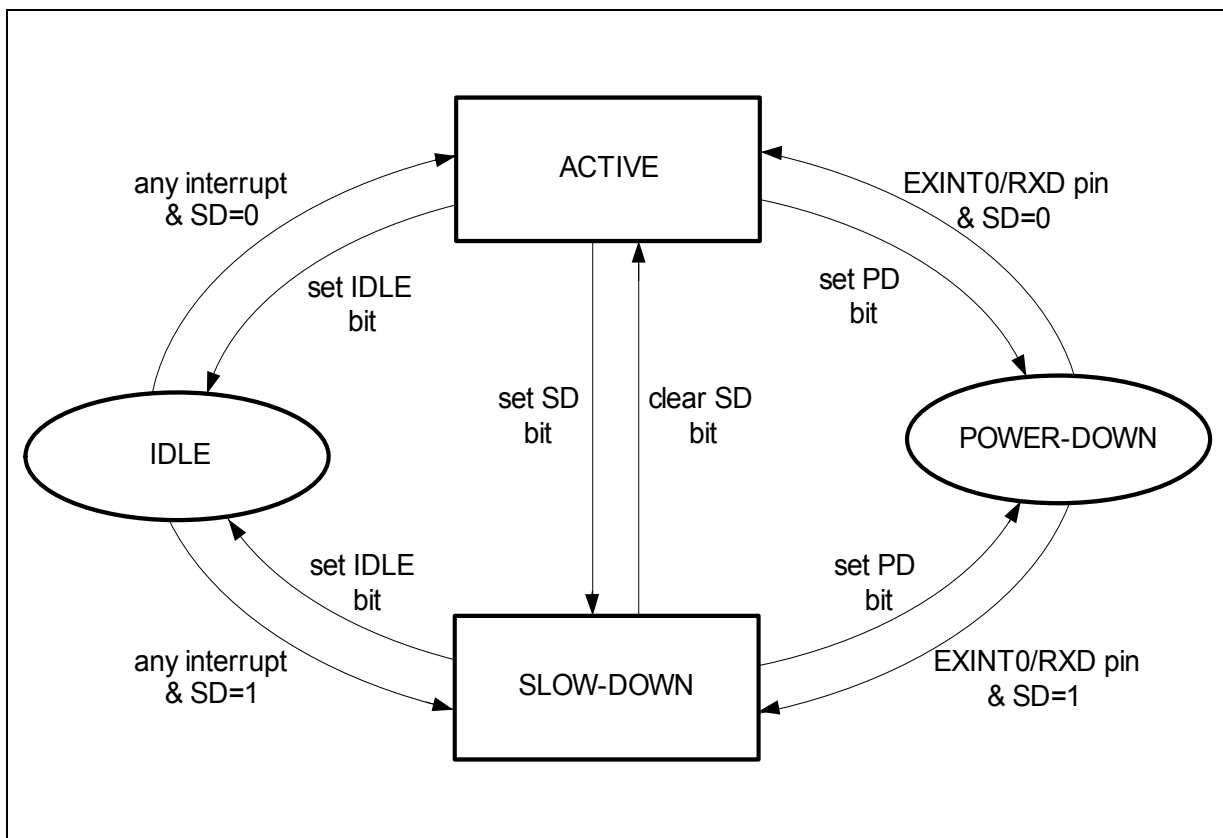 ACTIVE
any interrupt
& SD=0
EXINT0/RXD pin
& SD=0
set IDLE
bit
set PD
bit
set SD
bit
clear SD
bit
IDLE
POWER-DOWN
set IDLE
bit
set PD
bit
any interrupt
& SD=1
SLOW-DOWN
EXINT0/RXD pin
& SD=1